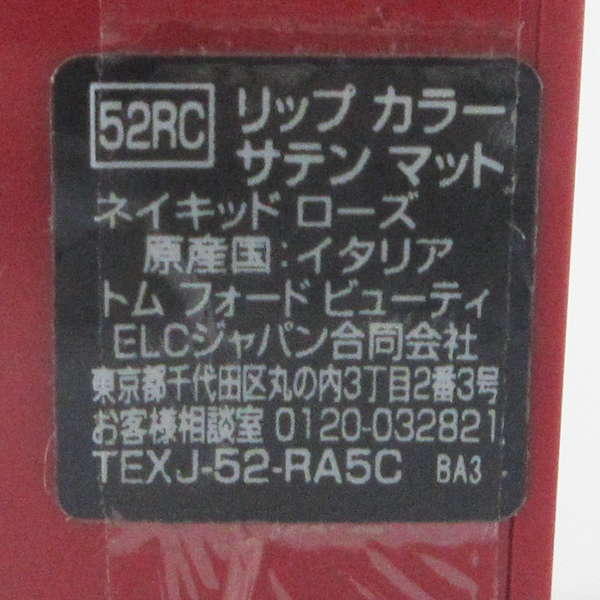 52RC リップ カラー
サテン マット
ネイキッド ローズ
原産国:イタリア
トム フォード ビューティ
ELCジャパン合同会社
東京都千代田区丸の内3丁目2番3号
お客様相談室 0120-032821
TEXJ-52-RA5C BA3